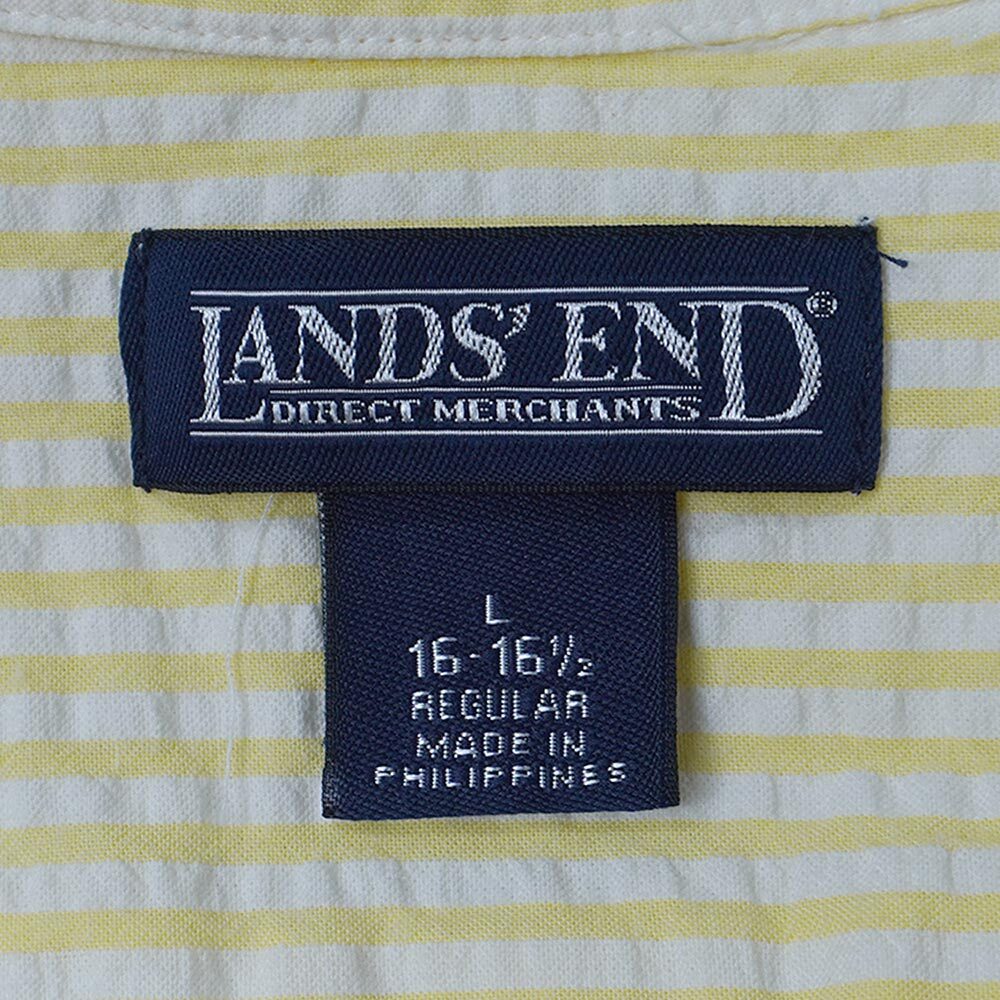 LANDS' END®
DIRECT MERCHANTS
L
16-16½
REGULAR
MADE IN
PHILIPPINES